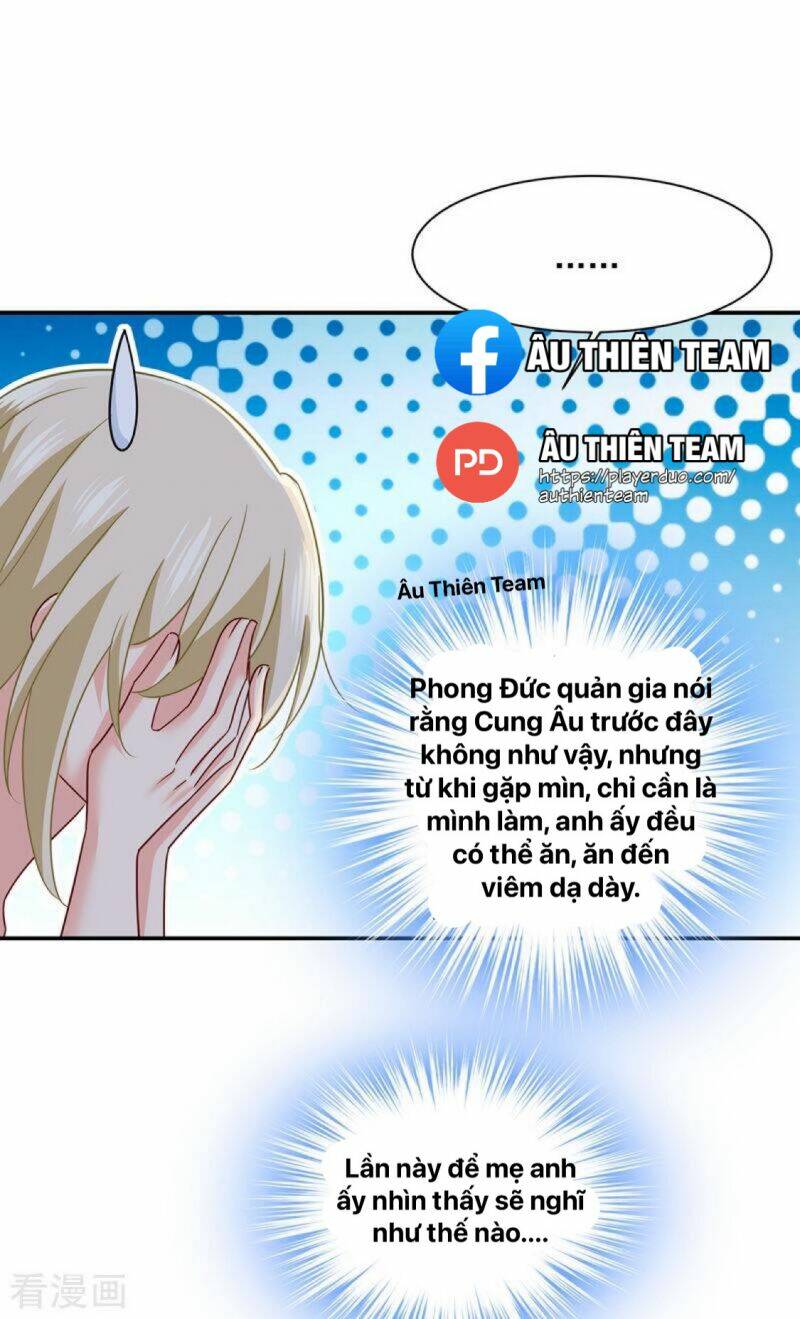 ......
ÂU THIÊN TEAM
PD
ÂU THIÊN TEAM
https://playerduo.com/
authienteam
Âu Thiên Team
Phong Đức quản gia nói
rằng Cung Âu trước đây
không như vậy, nhưng
từ khi gặp mìn, chỉ cần là
mình làm, anh ấy đều
có thể ăn, ăn đến
viêm dạ dày.
Lần này để mẹ anh
ấy nhìn thấy sẽ nghĩ
như thế nào....
看漫画